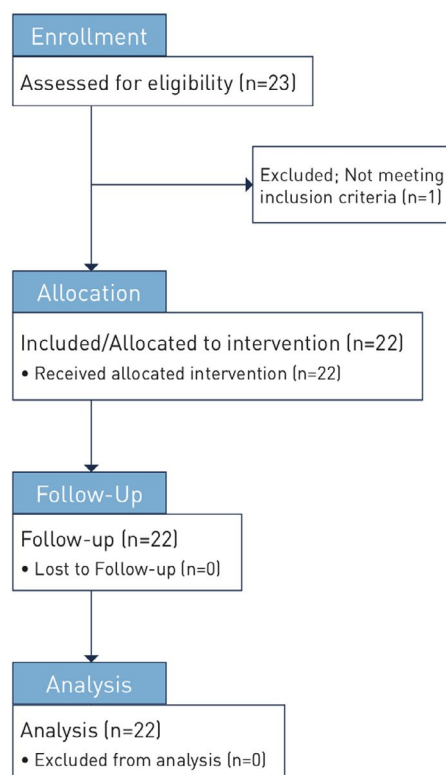 Enrollment
Assessed for eligibility (n=23)
Excluded; Not meeting
inclusion criteria (n=1)
Allocation
Included/Allocated to intervention (n=22)
• Received allocated intervention (n=22)
Follow-Up
Follow-up (n=22)
• Lost to Follow-up (n=0)
Analysis
Analysis (n=22)
• Excluded from analysis (n=0)